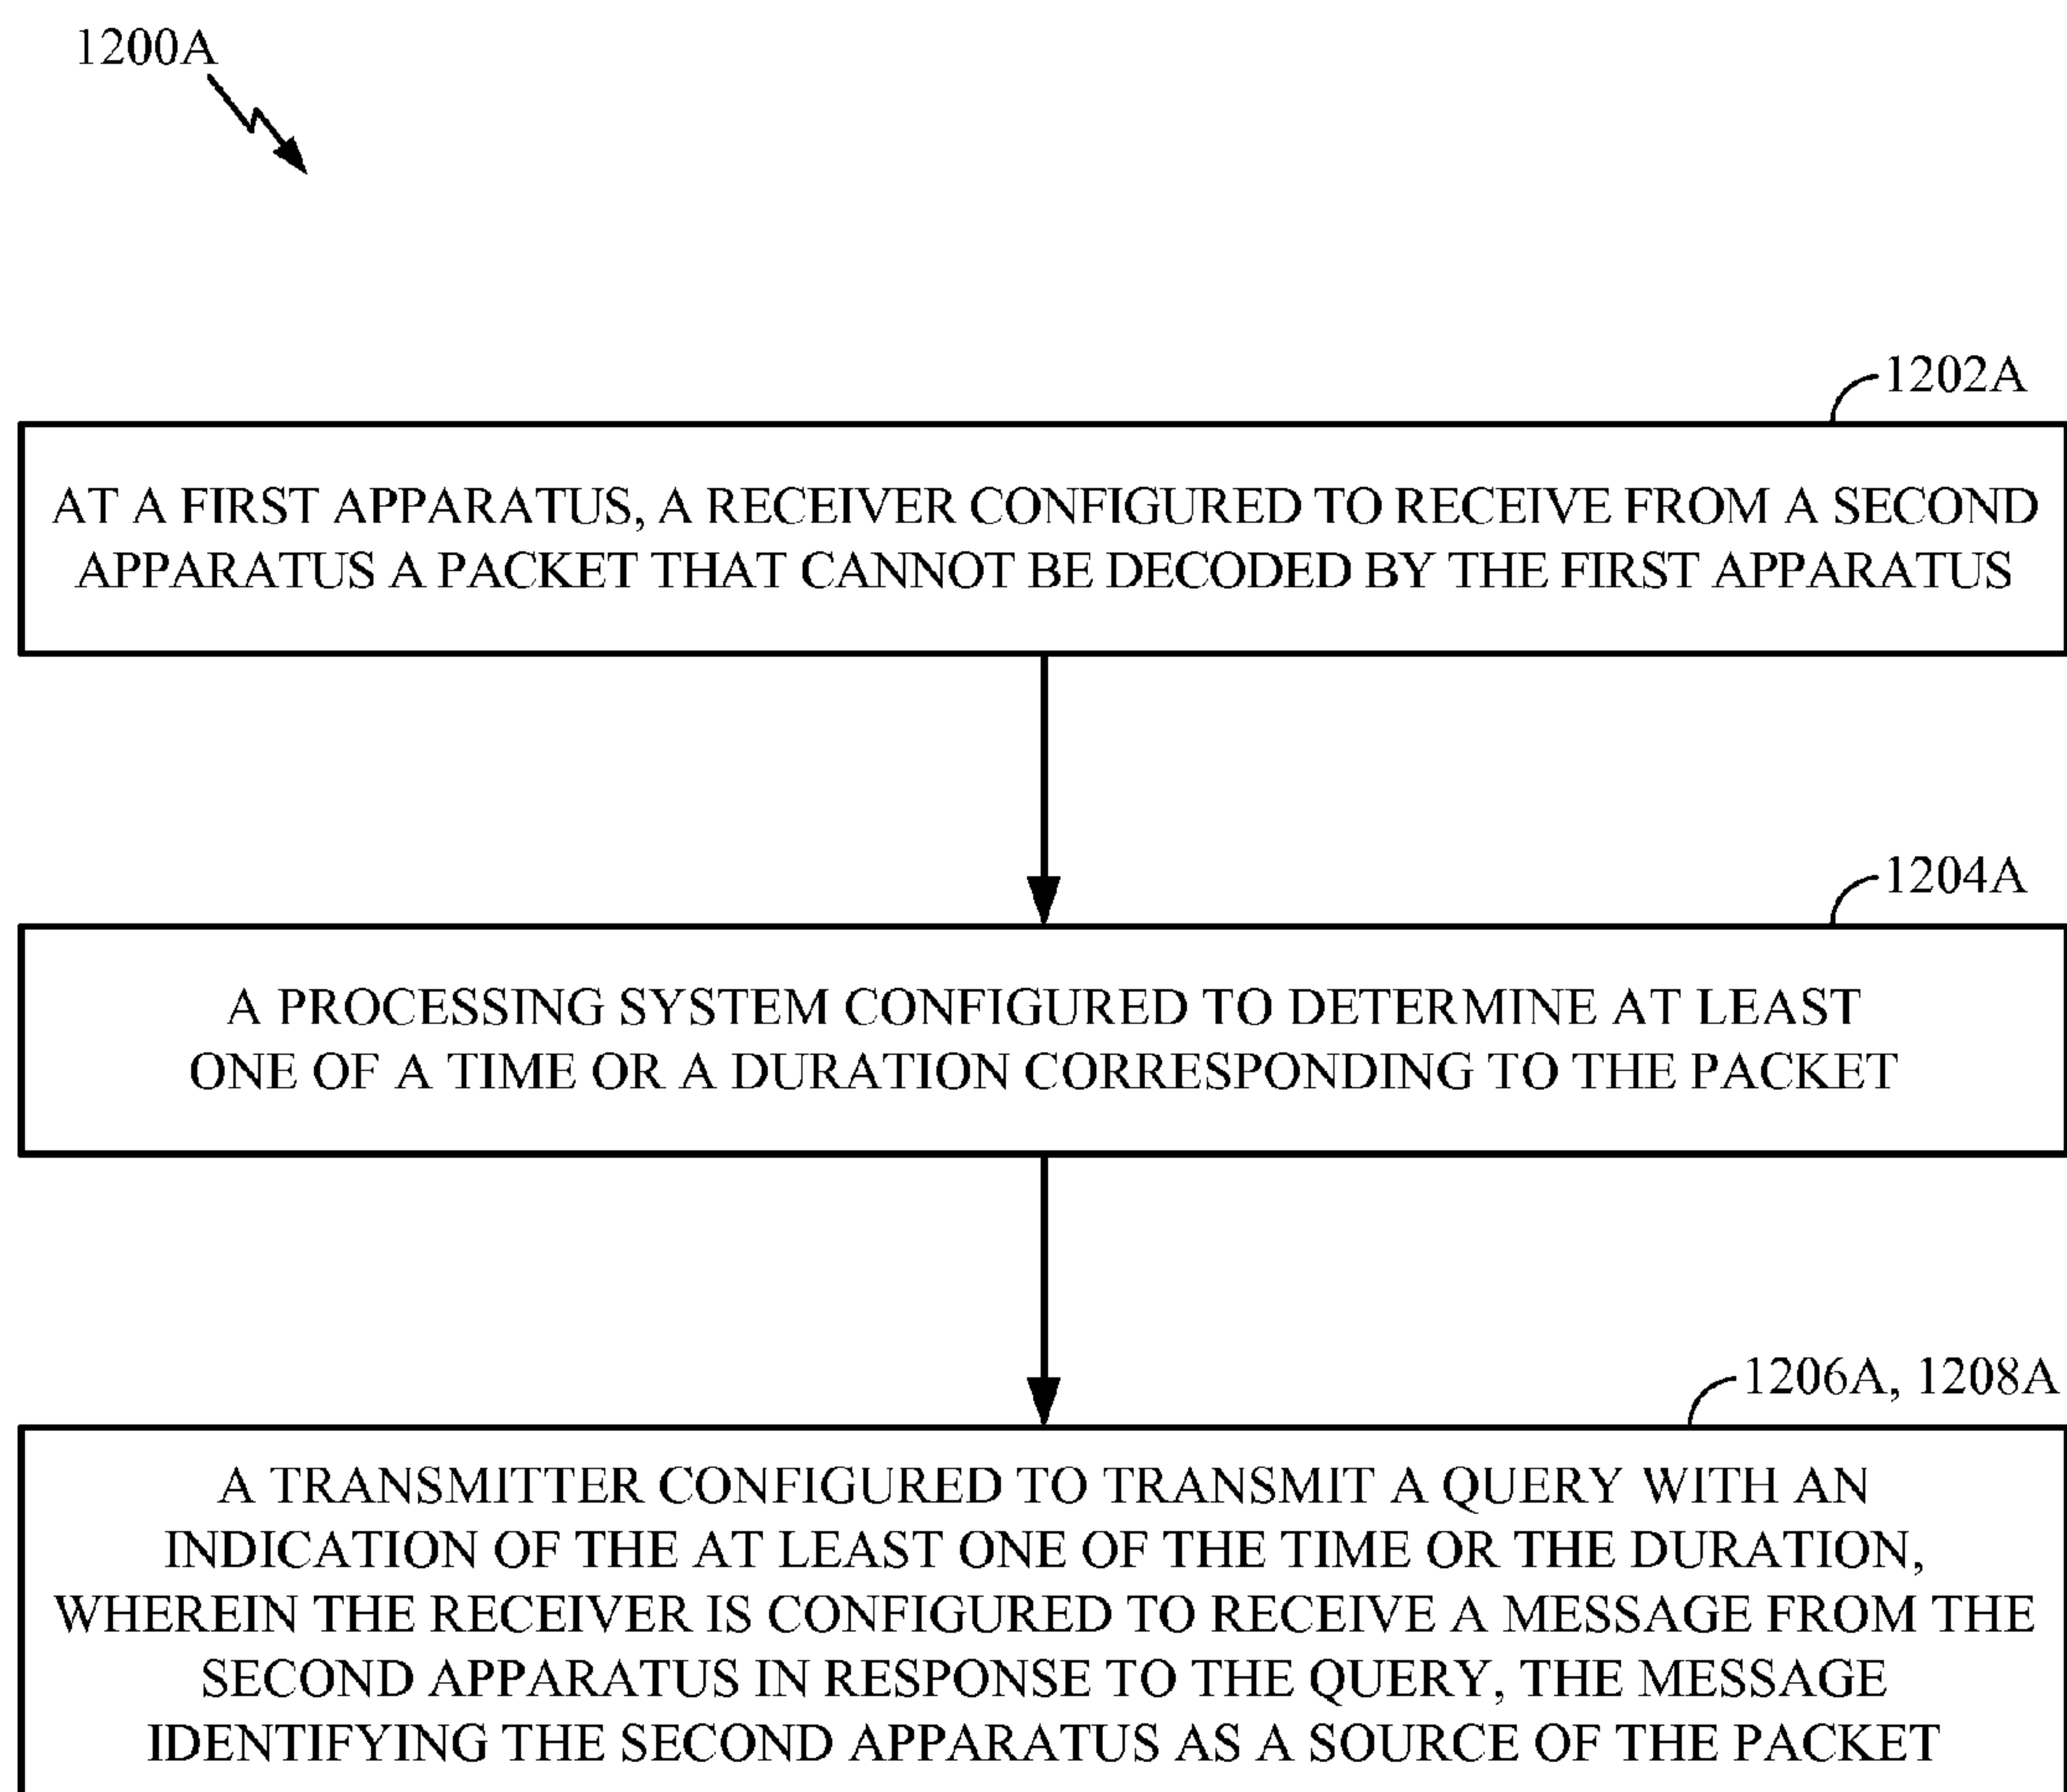 1200A
1202A
AT A FIRST APPARATUS, A RECEIVER CONFIGURED TO RECEIVE FROM A SECOND
APPARATUS A PACKET THAT CANNOT BE DECODED BY THE FIRST APPARATUS
1204A
A PROCESSING SYSTEM CONFIGURED TO DETERMINE AT LEAST
ONE OF A TIME OR A DURATION CORRESPONDING TO THE PACKET
1206A, 1208A
A TRANSMITTER CONFIGURED TO TRANSMIT A QUERY WITH AN
INDICATION OF THE AT LEAST ONE OF THE TIME OR THE DURATION,
WHEREIN THE RECEIVER IS CONFIGURED TO RECEIVE A MESSAGE FROM THE
SECOND APPARATUS IN RESPONSE TO THE QUERY, THE MESSAGE
IDENTIFYING THE SECOND APPARATUS AS A SOURCE OF THE PACKET